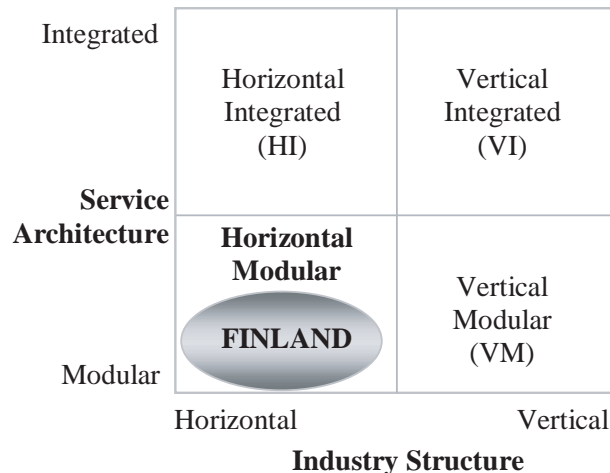 Integrated
Horizontal
Integrated
(HI)
Vertical
Integrated
(VI)
Service
Architecture
Horizontal
Modular
FINLAND
Vertical
Modular
(VM)
Modular
Horizontal
Vertical
Industry Structure